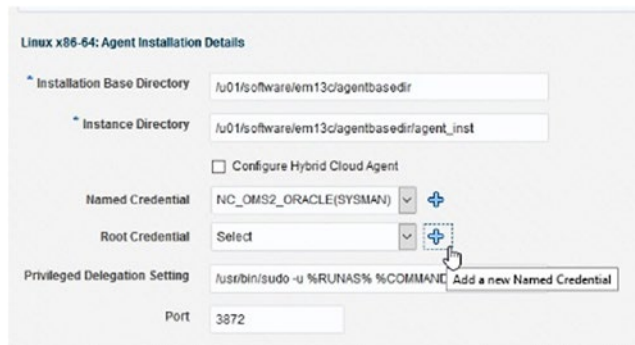 Linux x86-64: Agent Installation Details
* Installation Base Directory /u01/software/em13c/agentbasedir
* Instance Directory /u01/software/em13c/agentbasedir/agent_inst
Configure Hybrid Cloud Agent
Named Credential NC_OMS2_ORACLE(SYSMAN)
Root Credential Select
Privileged Delegation Setting /usr/bin/sudo -u %RUNAS% %COMMAND
Add a new Named Credential
Port 3872